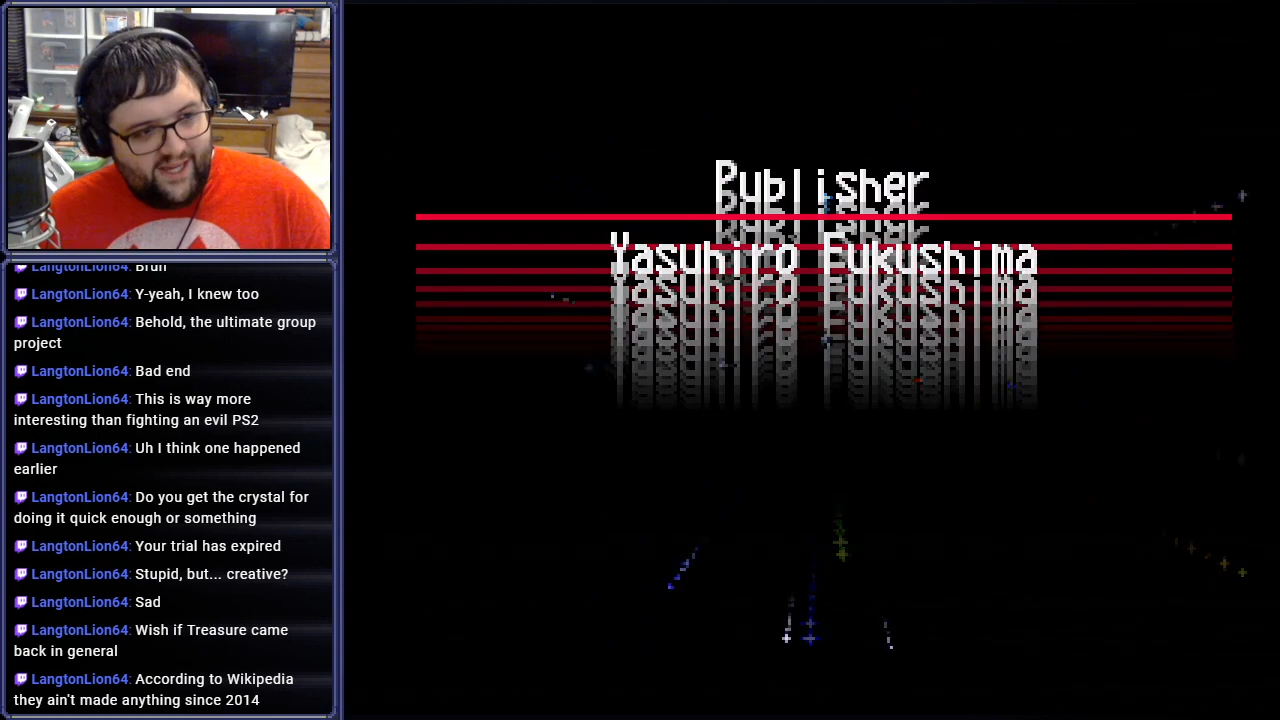 LangtonLion64: Bruh
LangtonLion64: Y-yeah, I knew too
LangtonLion64: Behold, the ultimate group
project
LangtonLion64: Bad end
LangtonLion64: This is way more
interesting than fighting an evil PS2
LangtonLion64: Uh I think one happened
earlier
LangtonLion64: Do you get the crystal for
doing it quick enough or something
LangtonLion64: Your trial has expired
LangtonLion64: Stupid, but... creative?
LangtonLion64: Sad
LangtonLion64: Wish if Treasure came
back in general
LangtonLion64: According to Wikipedia
they ain't made anything since 2014
Publisher
Yasuhiro Fukushima